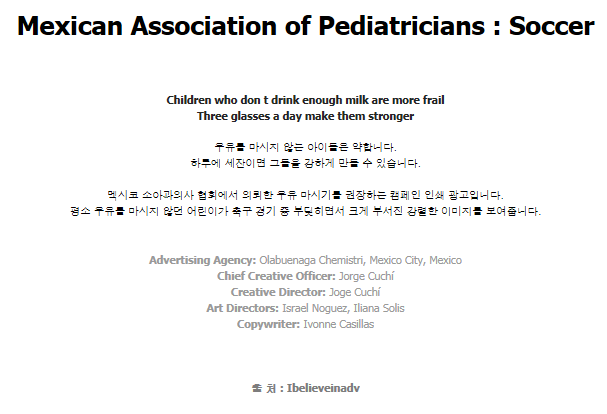 Mexican Association of Pediatricians : Soccer
Children who don t drink enough milk are more frail
Three glasses a day make them stronger
우유를 마시지 않는 아이들은 약합니다.
하루에 세잔이면 그들을 강하게 만들 수 있습니다.
멕시코 소아과의사 협회에서 의뢰한 우유 마시기를 권장하는 캠페인 인쇄 광고입니다.
평소 우유를 마시지 않던 어린이가 축구 경기 중 부딪히면서 크게 부서진 강렬한 이미지를 보여줍니다.
Advertising Agency: Olabuenaga Chemistri, Mexico City, Mexico
Chief Creative Officer: Jorge Cuchí
Creative Director: Joge Cuchí
Art Directors: Israel Noguez, Iliana Solis
Copywriter: Ivonne Casillas
출 처 : Ibelieveinadv